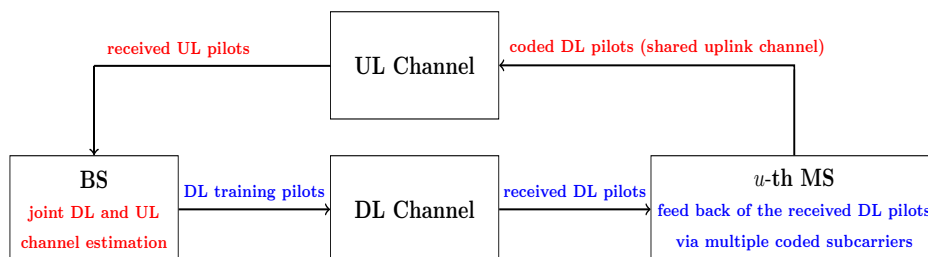 received UL pilots
UL Channel
coded DL pilots (shared uplink channel)
BS
joint DL and UL
channel estimation
DL training pilots
DL Channel
received DL pilots
u-th MS
feed back of the received DL pilots
via multiple coded subcarriers